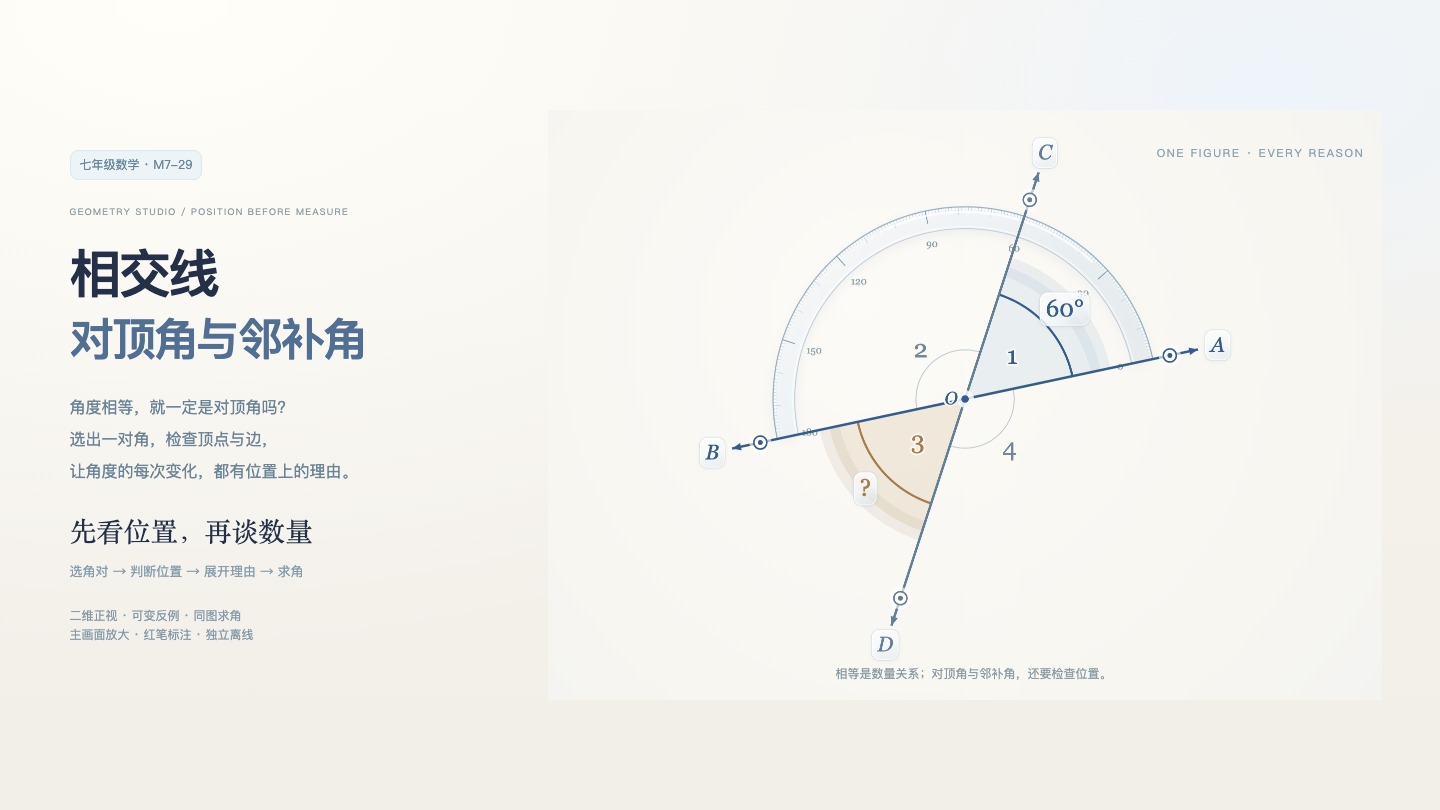 七年级数学 · M7–29
GEOMETRY STUDIO / POSITION BEFORE MEASURE
相交线
对顶角与邻补角
角度相等，就一定是对顶角吗？
选出一对角，检查顶点与边，
让角度的每次变化，都有位置上的理由。
先看位置，再谈数量
选角对 → 判断位置 → 展开理由 → 求角
二维正视 · 可变反例 · 同图求角
主画面放大 · 红笔标注 · 独立离线
ONE FIGURE · EVERY REASON
C
90
60
120
60°
150
2
1
A
0
O
180
B
3
4
?
D
相等是数量关系；对顶角与邻补角，还要检查位置。